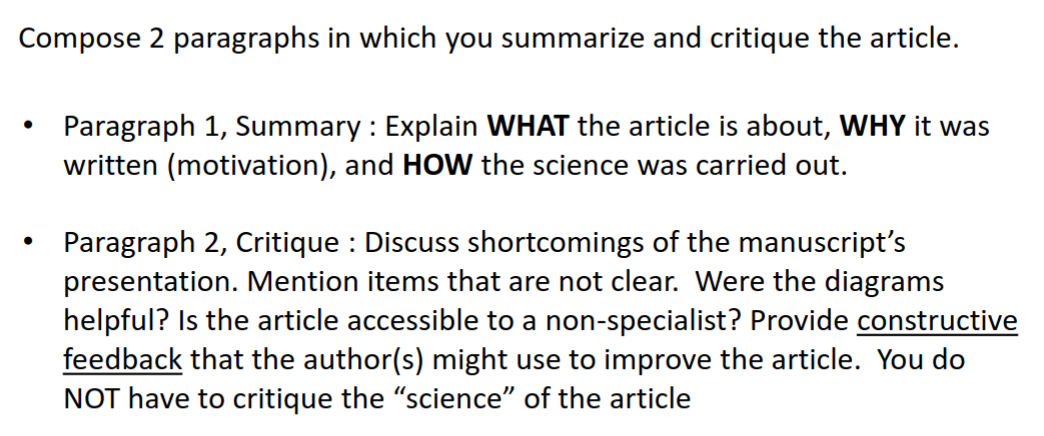 Compose 2 paragraphs in which you summarize and critique the article.
• Paragraph 1, Summary : Explain WHAT the article is about, WHY it was
written (motivation), and HOW the science was carried out.
• Paragraph 2, Critique : Discuss shortcomings of the manuscript’s
presentation. Mention items that are not clear.  Were the diagrams
helpful? Is the article accessible to a non-specialist? Provide constructive
feedback that the author(s) might use to improve the article.  You do
NOT have to critique the “science” of the article